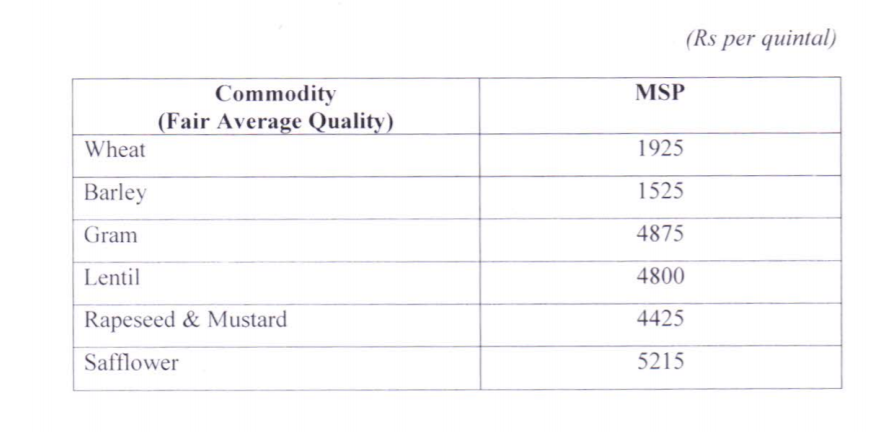 (Rs per quintal)
Commodity MSP
(Fair Average Quality)
Wheat 1925
Barley 1525
Gram 4875
Lentil 4800
Rapeseed & Mustard 4425
Safflower 5215